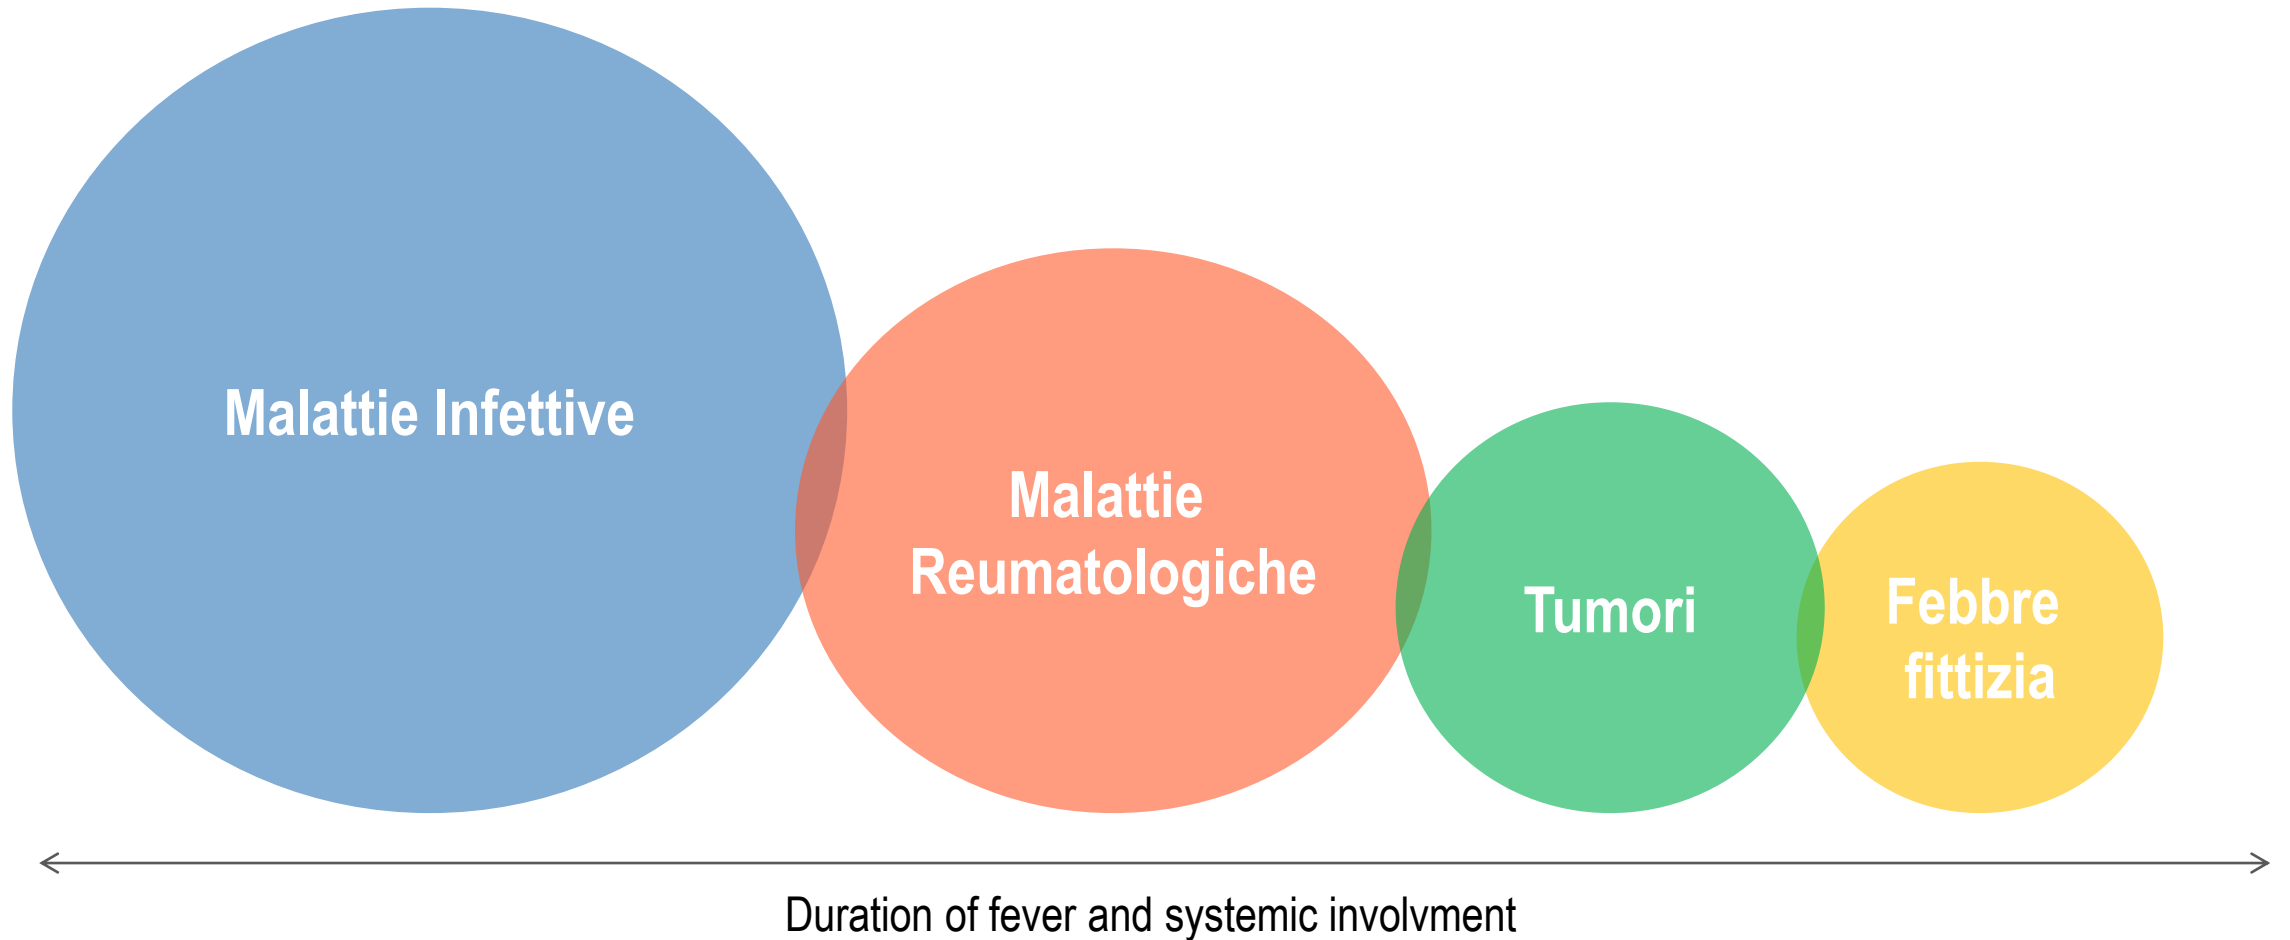 Malattie Infettive
Malattie
Reumatologiche
Tumori
Febbre
fittizia
Duration of fever and systemic involvment